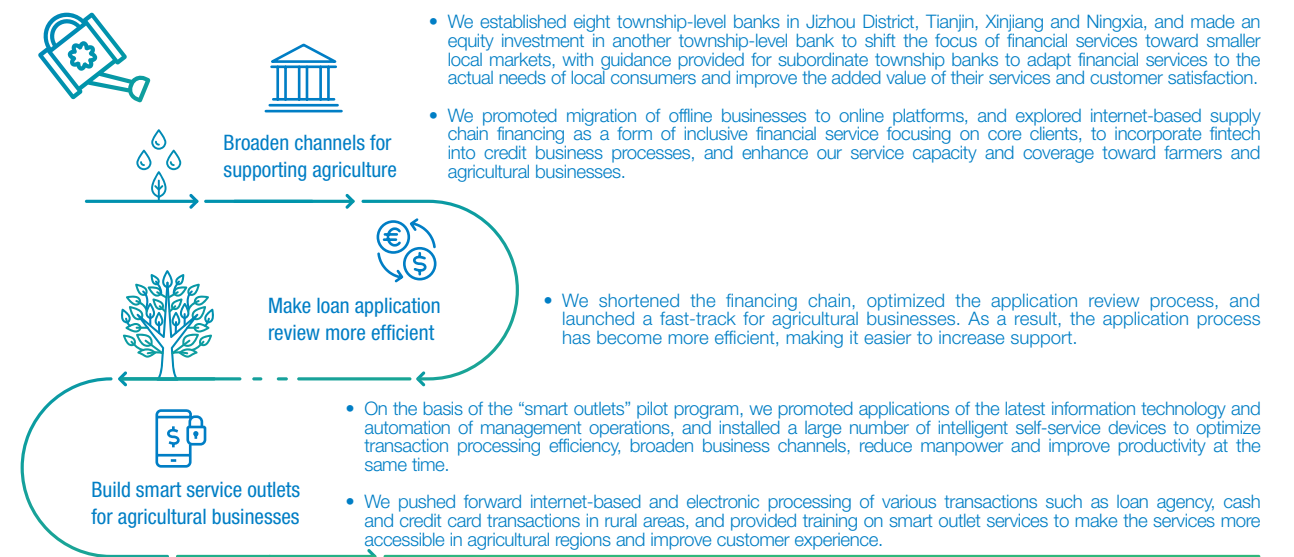 • We established eight township-level banks in Jizhou District, Tianjin, Xinjiang and Ningxia, and made an
equity investment in another township-level bank to shift the focus of financial services toward smaller
local markets, with guidance provided for subordinate township banks to adapt financial services to the
actual needs of local consumers and improve the added value of their services and customer satisfaction.
Broaden channels for
supporting agriculture
• We promoted migration of offline businesses to online platforms, and explored internet-based supply
chain financing as a form of inclusive financial service focusing on core clients, to incorporate fintech
into credit business processes, and enhance our service capacity and coverage toward farmers and
agricultural businesses.
€
$
Make loan application
review more efficient
• We shortened the financing chain, optimized the application review process, and
launched a fast-track for agricultural businesses. As a result, the application process
has become more efficient, making it easier to increase support.
$
Build smart service outlets
for agricultural businesses
• On the basis of the “smart outlets” pilot program, we promoted applications of the latest information technology and
automation of management operations, and installed a large number of intelligent self-service devices to optimize
transaction processing efficiency, broaden business channels, reduce manpower and improve productivity at the
same time.
• We pushed forward internet-based and electronic processing of various transactions such as loan agency, cash
and credit card transactions in rural areas, and provided training on smart outlet services to make the services more
accessible in agricultural regions and improve customer experience.